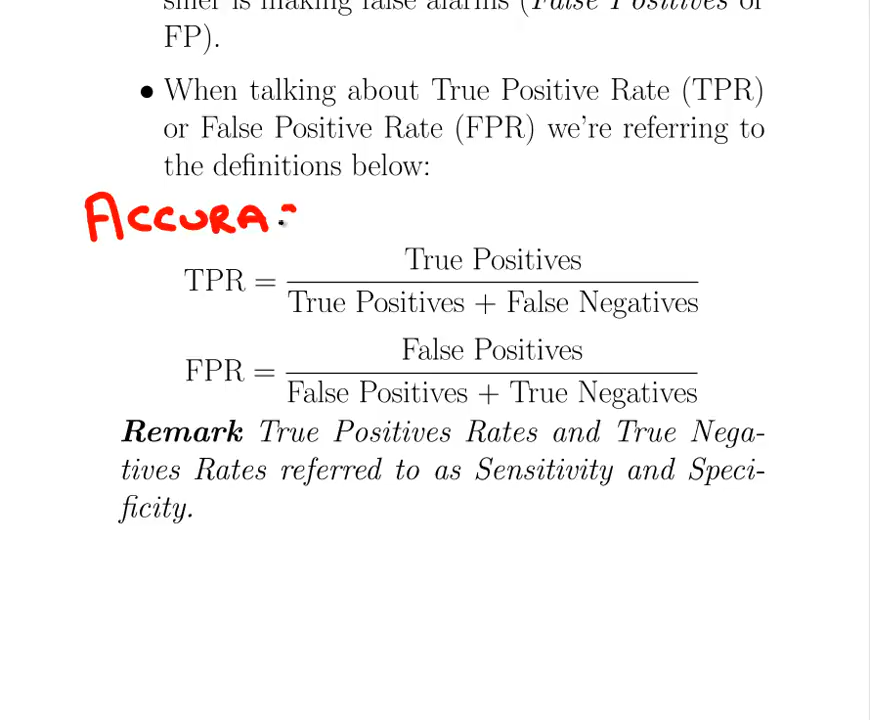 FP).
• When talking about True Positive Rate (TPR)
or False Positive Rate (FPR) we're referring to
the definitions below:
ACCURA
TPR = True Positives / True Positives + False Negatives
FPR = False Positives / False Positives + True Negatives
Remark True Positives Rates and True Nega-
tives Rates referred to as Sensitivity and Speci-
ficity.